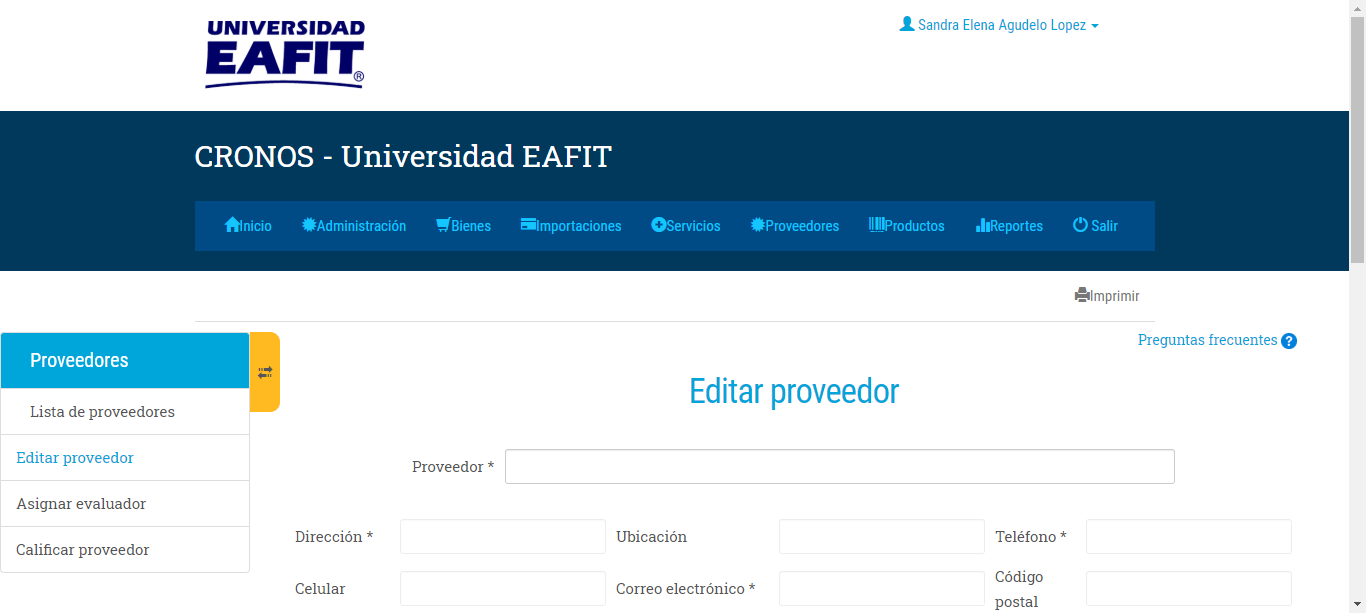 UNIVERSIDAD
EAFIT®
Sandra Elena Agudelo Lopez
CRONOS - Universidad EAFIT
Inicio Administración Bienes Importaciones Servicios Proveedores Productos Reportes Salir
Imprimir
Preguntas frecuentes ?
Proveedores
Lista de proveedores
Editar proveedor
Asignar evaluador
Calificar proveedor
Editar proveedor
Proveedor *
Dirección * Ubicación Teléfono *
Celular Correo electrónico * Código
postal